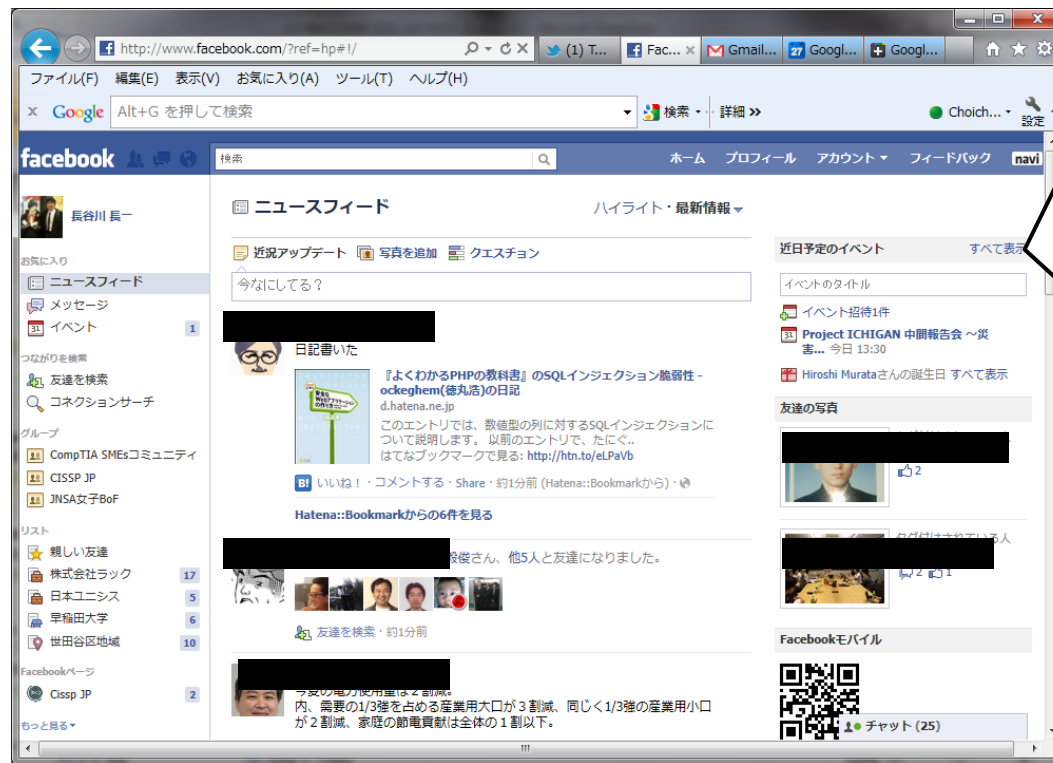 http://www.facebook.com/?ref=hp#!/
(1) T...
Fac...
Gmail...
27 Googl...
Googl...
ファイル(F) 編集(E) 表示(V) お気に入り(A) ツール(T) ヘルプ(H)
x Google Alt+G を押して検索
検索
詳細 »
Choich...
設定
facebook
検索
ホーム プロフィール アカウント フィードバック navi
長谷川 長一
お気に入り
ニュースフィード
メッセージ
31 イベント 1
つながりを検索
友達を検索
コネクションサーチ
グループ
CompTIA SMEsコミュニティ
CISSP JP
JNSA女子BoF
リスト
親しい友達
株式会社ラック 17
日本ユニシス 5
早稲田大学 6
世田谷区地域 10
Facebookページ
Cissp JP 2
もっと見る
ニュースフィード
ハイライト・最新情報
近況アップデート 写真を追加 クエスチョン
今なにしてる？
日記書いた
『よくわかるPHPの教科書』のSQLインジェクション脆弱性 -
ockeghem(徳丸浩)の日記
d.hatena.ne.jp
このエントリでは、数値型の列に対するSQLインジェクションに
ついて説明します。 以前のエントリで、たにぐ..
はてなブックマークで見る: http://htn.to/eLPaVb
B! いいね！・コメントする・Share・約1分前 (Hatena::Bookmarkから)・
Hatena::Bookmarkからの6件を見る
俊さん、他5人と友達になりました。
友達を検索・約1分前
今夏の電力使用量は２割減。
内、需要の1/3強を占める産業用大口が３割減、同じく1/3強の産業用小口
が２割減、家庭の節電貢献は全体の１割以下。
近日予定のイベント すべて表示
イベントのタイトル
イベント招待1件
31 Project ICHIGAN 中間報告会 ～災
害... 今日 13:30
Hiroshi Murataさんの誕生日 すべて表示
友達の写真
2
タグ付けされている人
2 1
Facebookモバイル
チャット (25)